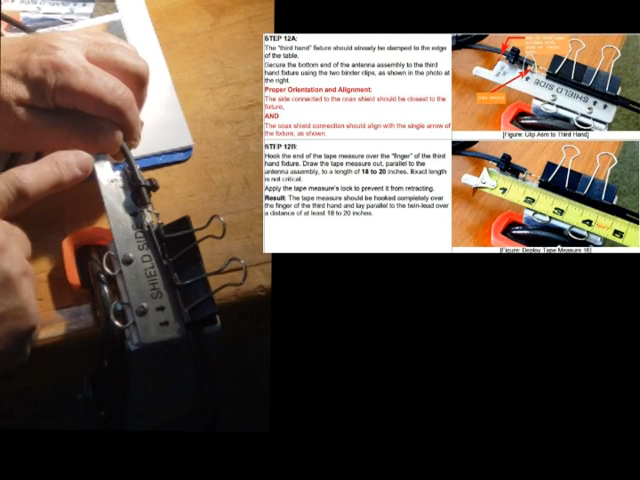 STEP 12A:
The "third hand" fixture should already be clamped to the edge
of the table.
Secure the bottom end of the antenna assembly to the third
hand fixture using the two binder clips, as shown in the photo at
the right.
Proper Orientation and Alignment:
The side connected to the coax shield should be closest to the
fixture,
AND
The coax shield connection should align with the single arrow of
the fixture, as shown.
SHIELD SIDE
[Figure: Clip Asm to Third Hand]
STEP 12B:
Hook the end of the tape measure over the "finger" of the third
hand fixture. Draw the tape measure out, parallel to the
antenna assembly, to a length of 18 to 20 inches. Exact length
is not critical.
Apply the tape measure's lock to prevent it from retracting.
Result: The tape measure should be hooked completely over
the finger of the third hand and lay parallel to the twin-lead over
a distance of at least 18 to 20 inches.
1 2 3 4 5
[Figure: Deploy Tape Measure 16]
SHIELD SIDE